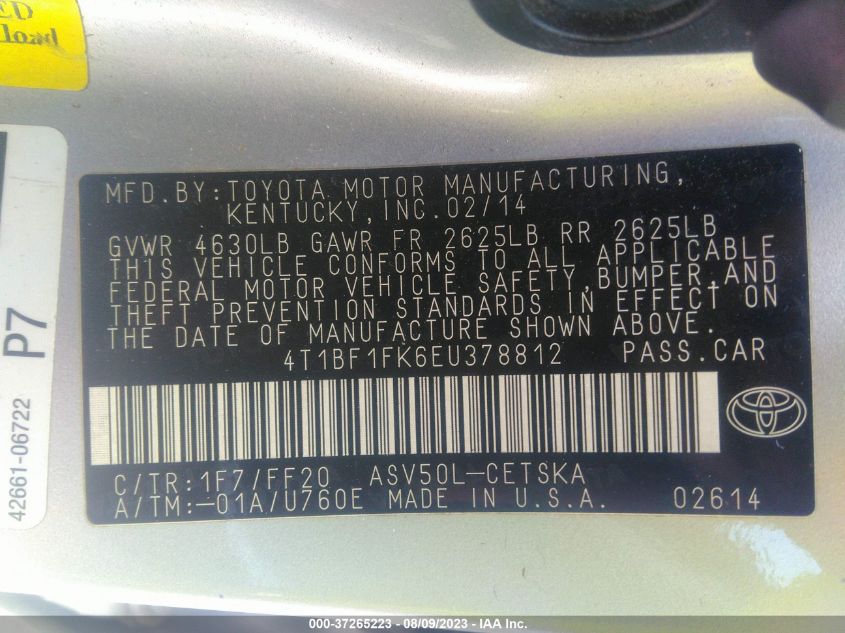 ED
load
P7
42661-06722
MFD.BY:TOYOTA MOTOR MANUFACTURING,
KENTUCKY,INC.02/14
GVWR 4630LB GAWR FR 2625LB RR 2625LB
THIS VEHICLE CONFORMS TO ALL APPLICABLE
FEDERAL MOTOR VEHICLE SAFETY,BUMPER,AND
THEFT PREVENTION STANDARDS IN EFFECT ON
THE DATE OF MANUFACTURE SHOWN ABOVE.
4T1BF1FK6EU378812 PASS.CAR
C/TR:1F7/FF20 ASV50L-CETSKA
A/TM:-01A/U760E MADE IN U.S.A. 02614
000-37265223 - 08/09/2023 - IAA Inc.